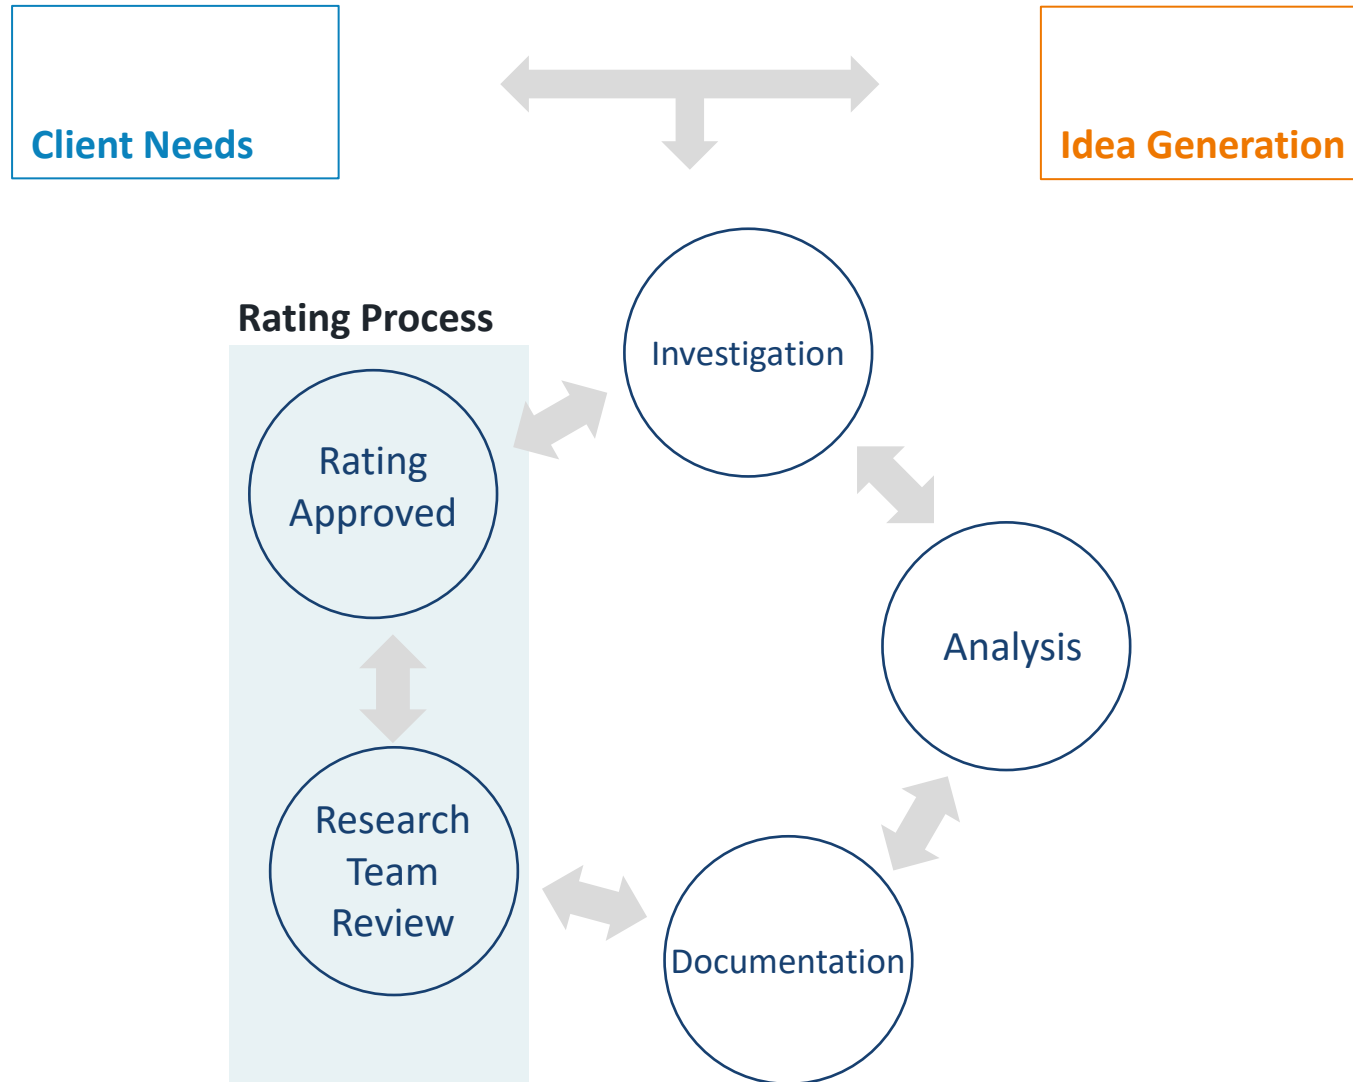 Client Needs
Idea Generation
Rating Process
Investigation
Rating
Approved
Analysis
Research
Team
Review
Documentation